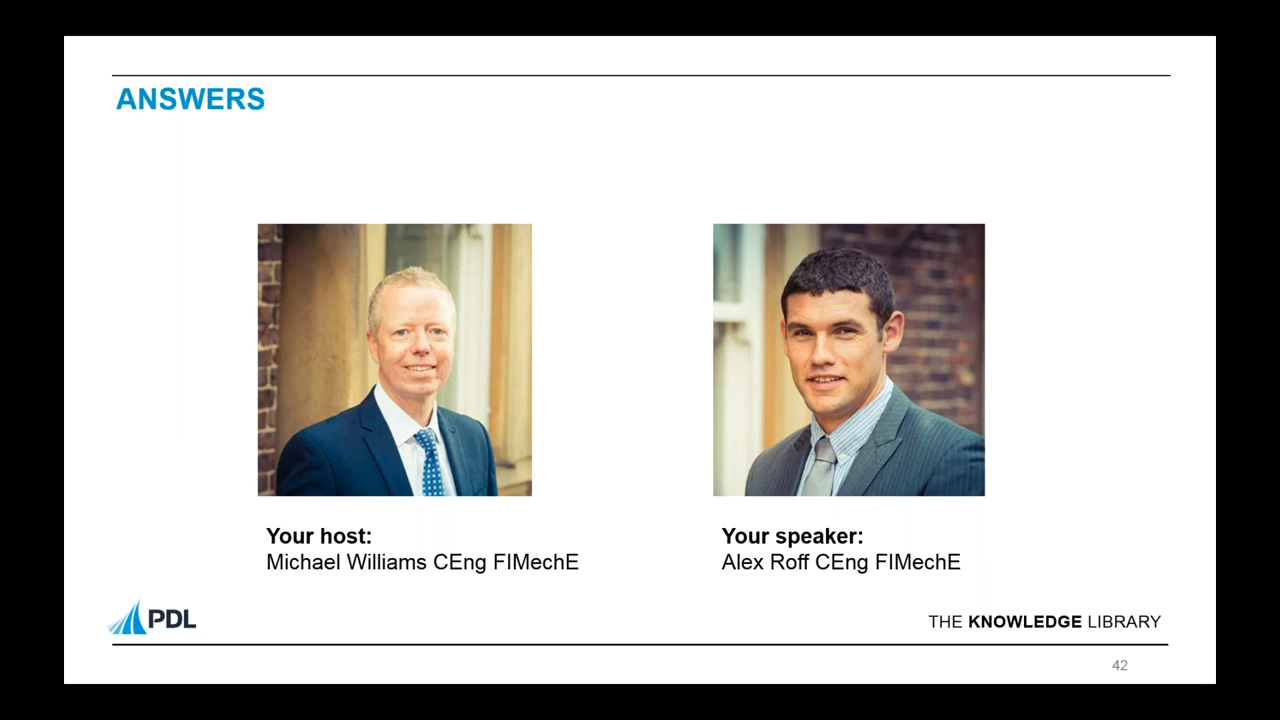 ANSWERS
Your host:
Michael Williams CEng FIMechE
Your speaker:
Alex Roff CEng FIMechE
PDL
THE KNOWLEDGE LIBRARY
42